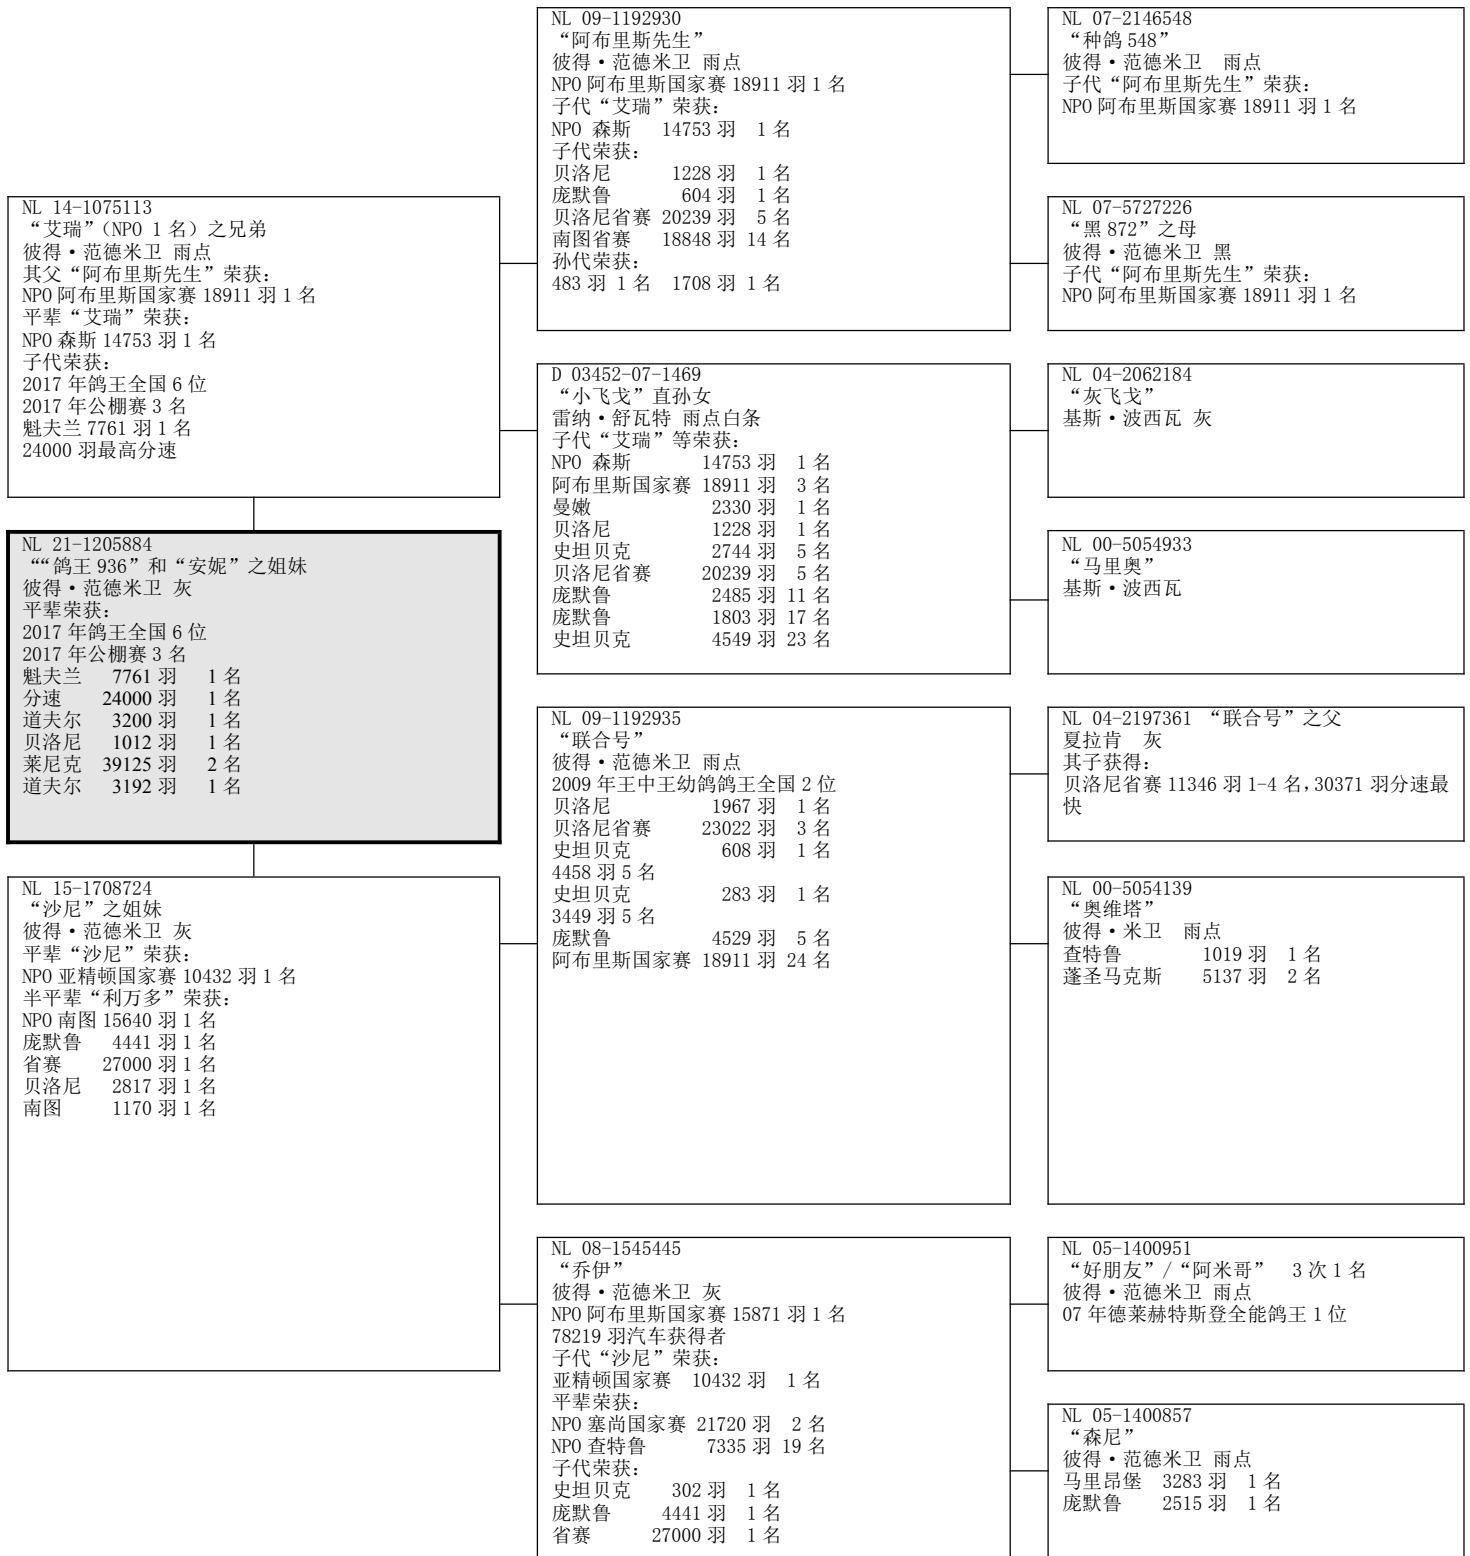 NL 14-1075113
“艾瑞”（NPO 1 名）之兄弟
彼得·范德米卫 雨点
其父“阿布里斯先生”荣获：
NPO 阿布里斯国家赛 18911 羽 1 名
平辈“艾瑞”荣获：
NPO 森斯 14753 羽 1 名
子代荣获：
2017 年鸽王全国 6 位
2017 年公棚赛 3 名
魁夫兰 7761 羽 1 名
24000 羽最高分速
NL 21-1205884
““鸽王 936”和“安妮”之姐妹
彼得·范德米卫 灰
平辈荣获：
2017 年鸽王全国 6 位
2017 年公棚赛 3 名
魁夫兰 7761 羽 1 名
分速 24000 羽 1 名
道夫尔 3200 羽 1 名
贝洛尼 1012 羽 1 名
莱尼克 39125 羽 2 名
道夫尔 3192 羽 1 名
NL 15-1708724
“沙尼”之姐妹
彼得·范德米卫 灰
平辈“沙尼”荣获：
NPO 亚精顿国家赛 10432 羽 1 名
半平辈“利万多”荣获：
NPO 南图 15640 羽 1 名
庞默鲁 4441 羽 1 名
省赛 27000 羽 1 名
贝洛尼 2817 羽 1 名
南图 1170 羽 1 名
NL 09-1192930
“阿布里斯先生”
彼得·范德米卫 雨点
NPO 阿布里斯国家赛 18911 羽 1 名
子代“艾瑞”荣获：
NPO 森斯 14753 羽 1 名
子代荣获：
贝洛尼 1228 羽 1 名
庞默鲁 604 羽 1 名
贝洛尼省赛 20239 羽 5 名
南图省赛 18848 羽 14 名
孙代荣获：
483 羽 1 名 1708 羽 1 名
D 03452-07-1469
“小飞戈”直孙女
雷纳·舒瓦特 雨点白条
子代“艾瑞”等荣获：
NPO 森斯 14753 羽 1 名
阿布里斯国家赛 18911 羽 3 名
曼嫩 2330 羽 1 名
贝洛尼 1228 羽 1 名
史坦贝克 2744 羽 5 名
贝洛尼省赛 20239 羽 5 名
庞默鲁 2485 羽 11 名
庞默鲁 1803 羽 17 名
史坦贝克 4549 羽 23 名
NL 09-1192935
“联合号”
彼得·范德米卫 雨点
2009 年王中王幼鸽鸽王全国 2 位
贝洛尼 1967 羽 1 名
贝洛尼省赛 23022 羽 3 名
史坦贝克 608 羽 1 名
4458 羽 5 名
史坦贝克 283 羽 1 名
3449 羽 5 名
庞默鲁 4529 羽 5 名
阿布里斯国家赛 18911 羽 24 名
NL 08-1545445
“乔伊”
彼得·范德米卫 灰
NPO 阿布里斯国家赛 15871 羽 1 名
78219 羽汽车获得者
子代“沙尼”荣获：
亚精顿国家赛 10432 羽 1 名
平辈荣获：
NPO 塞尚国家赛 21720 羽 2 名
NPO 查特鲁 7335 羽 19 名
子代荣获：
史坦贝克 302 羽 1 名
庞默鲁 4441 羽 1 名
省赛 27000 羽 1 名
NL 07-2146548
“种鸽 548”
彼得·范德米卫 雨点
子代“阿布里斯先生”荣获：
NPO 阿布里斯国家赛 18911 羽 1 名
NL 07-5727226
“黑 872”之母
彼得·范德米卫 黑
子代“阿布里斯先生”荣获：
NPO 阿布里斯国家赛 18911 羽 1 名
NL 04-2062184
“灰飞戈”
基斯·波西瓦 灰
NL 00-5054933
“马里奥”
基斯·波西瓦
NL 04-2197361 “联合号”之父
夏拉肯 灰
其子获得：
贝洛尼省赛 11346 羽 1-4 名，30371 羽分速最
快
NL 00-5054139
“奥维塔”
彼得·米卫 雨点
查特鲁 1019 羽 1 名
蓬圣马克斯 5137 羽 2 名
NL 05-1400951
“好朋友”/“阿米哥” 3 次 1 名
彼得·范德米卫 雨点
07 年德莱赫特斯登全能鸽王 1 位
NL 05-1400857
“森尼”
彼得·范德米卫 雨点
马里昂堡 3283 羽 1 名
庞默鲁 2515 羽 1 名